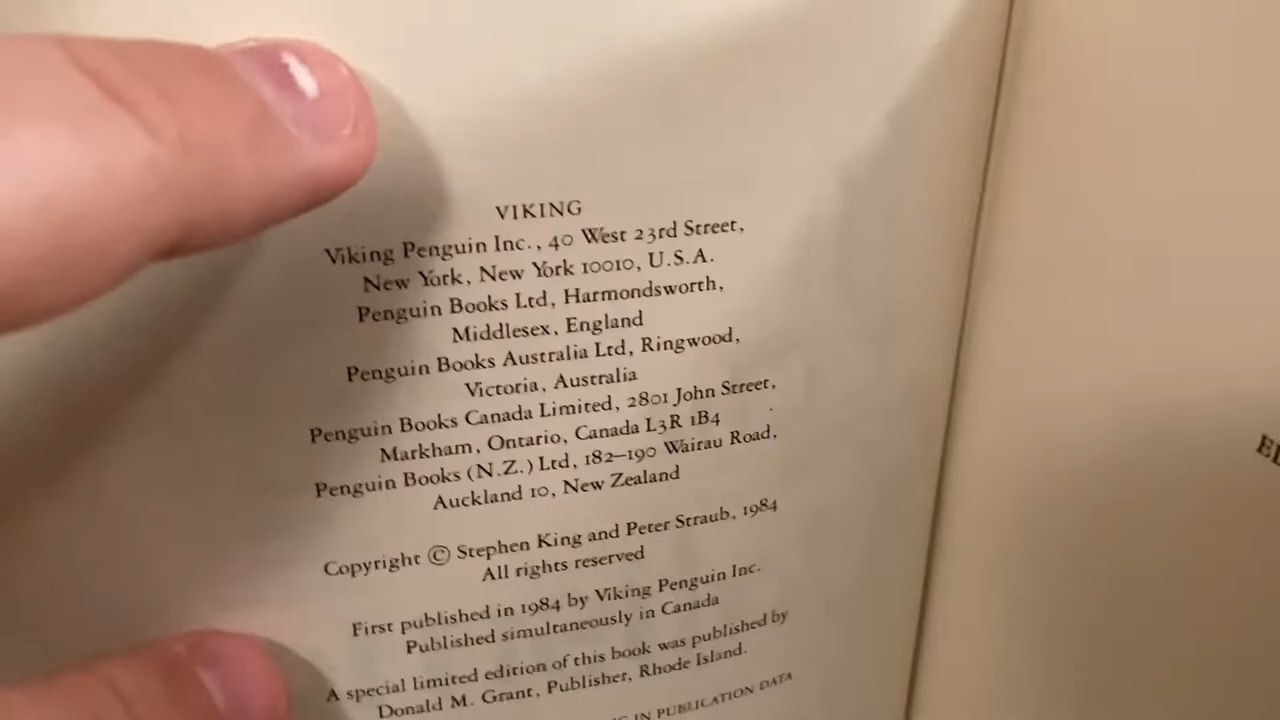 VIKING
Viking Penguin Inc., 40 West 23rd Street,
New York, New York 10010, U.S.A.
Penguin Books Ltd, Harmondsworth,
Middlesex, England
Penguin Books Australia Ltd, Ringwood,
Victoria, Australia
Penguin Books Canada Limited, 2801 John Street,
Markham, Ontario, Canada L3R 1B4
Penguin Books (N.Z.) Ltd, 182–190 Wairau Road,
Auckland 10, New Zealand
Copyright © Stephen King and Peter Straub, 1984
All rights reserved
First published in 1984 by Viking Penguin Inc.
Published simultaneously in Canada
A special limited edition of this book was published by
Donald M. Grant, Publisher, Rhode Island.
IN PUBLICATION DATA